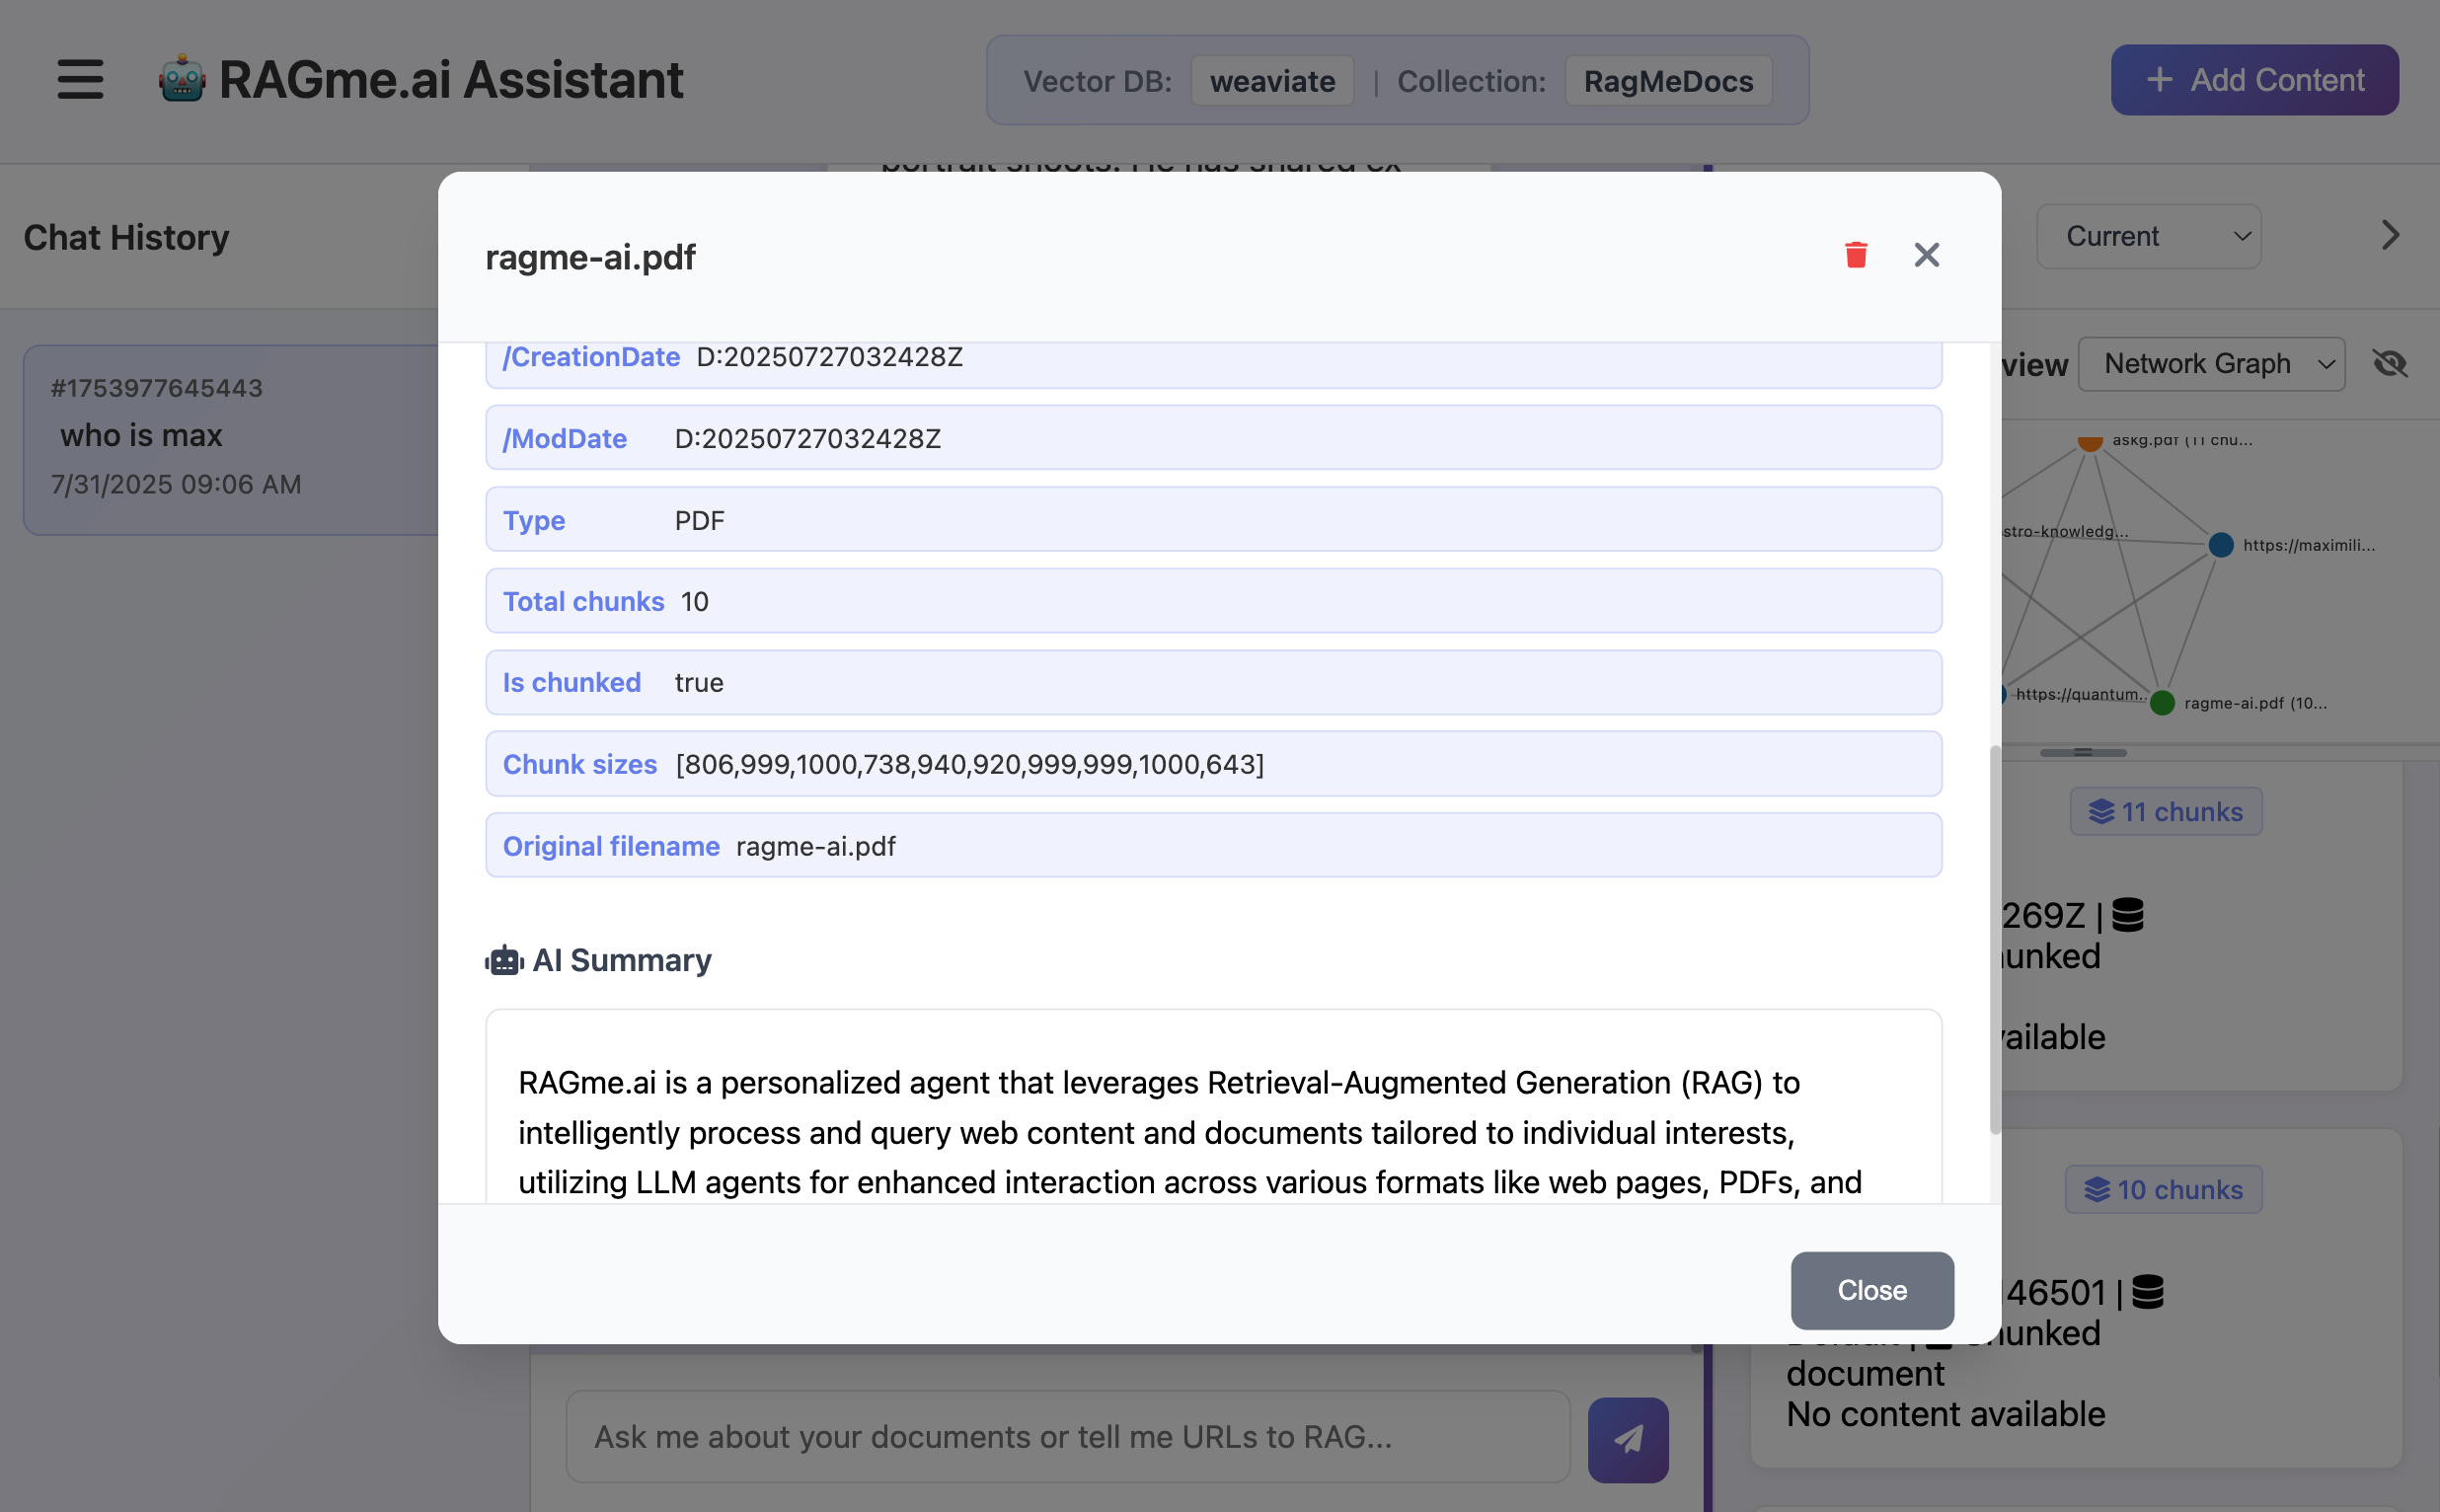 RAGme.ai Assistant
Vector DB: weaviate | Collection: RagMeDocs
+ Add Content
portrait shoots. He has shared ex
Chat History
#1753977645443
who is max
7/31/2025 09:06 AM
ragme-ai.pdf
/CreationDate D:20250727032428Z
/ModDate D:20250727032428Z
Type PDF
Total chunks 10
Is chunked true
Chunk sizes [806,999,1000,738,940,920,999,999,1000,643]
Original filename ragme-ai.pdf
AI Summary
RAGme.ai is a personalized agent that leverages Retrieval-Augmented Generation (RAG) to
intelligently process and query web content and documents tailored to individual interests,
utilizing LLM agents for enhanced interaction across various formats like web pages, PDFs, and
Close
Ask me about your documents or tell me URLs to RAG...
Current
view Network Graph
askg.pdf (11 chu...
stro-knowledg...
https://maximili...
https://quantum...
ragme-ai.pdf (10...
11 chunks
269Z |
unked
ailable
10 chunks
46501 |
hunked
document
No content available